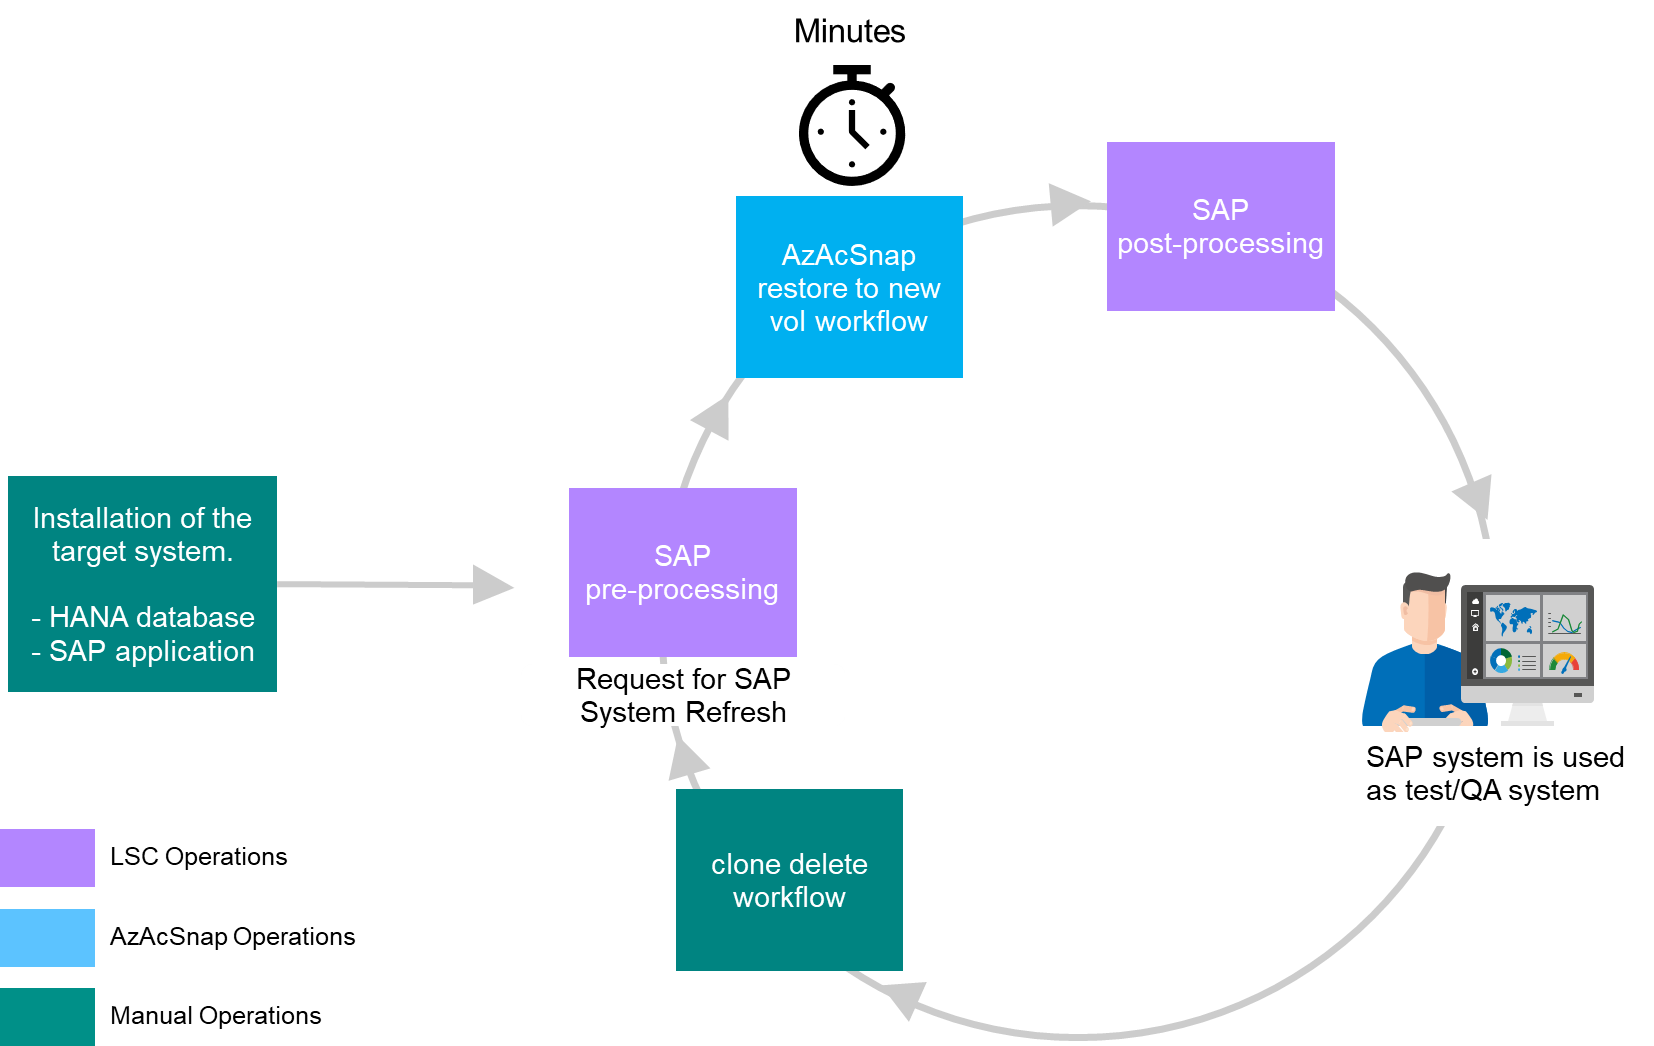 Minutes
AzAcSnap
restore to new
vol workflow
SAP
post-processing
Installation of the
target system.
- HANA database
- SAP application
SAP
pre-processing
Request for SAP
System Refresh
SAP system is used
as test/QA system
clone delete
workflow
LSC Operations
AzAcSnap Operations
Manual Operations